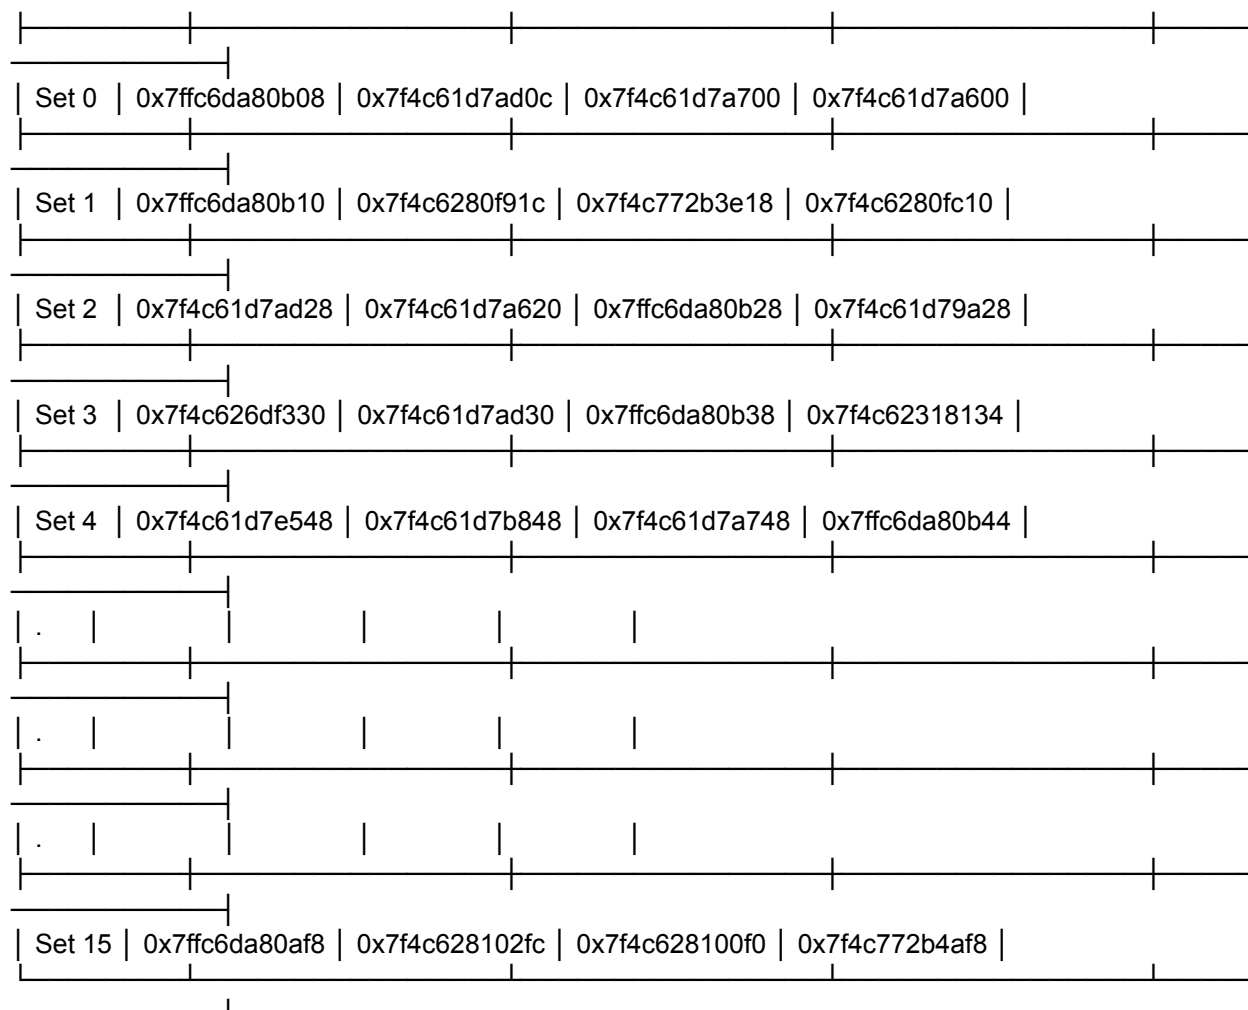 ├────────┼────────────────┼────────────────┼────────────────┼────────────────┤
│ Set 0 │ 0x7ffc6da80b08 │ 0x7f4c61d7ad0c │ 0x7f4c61d7a700 │ 0x7f4c61d7a600 │
│ Set 1 │ 0x7ffc6da80b10 │ 0x7f4c6280f91c │ 0x7f4c772b3e18 │ 0x7f4c6280fc10 │
│ Set 2 │ 0x7f4c61d7ad28 │ 0x7f4c61d7a620 │ 0x7ffc6da80b28 │ 0x7f4c61d79a28 │
│ Set 3 │ 0x7f4c626df330 │ 0x7f4c61d7ad30 │ 0x7ffc6da80b38 │ 0x7f4c62318134 │
│ Set 4 │ 0x7f4c61d7e548 │ 0x7f4c61d7b848 │ 0x7f4c61d7a748 │ 0x7ffc6da80b44 │
│ . │ │ │ │ │
│ . │ │ │ │ │
│ . │ │ │ │ │
│ Set 15 │ 0x7ffc6da80af8 │ 0x7f4c628102fc │ 0x7f4c628100f0 │ 0x7f4c772b4af8 │